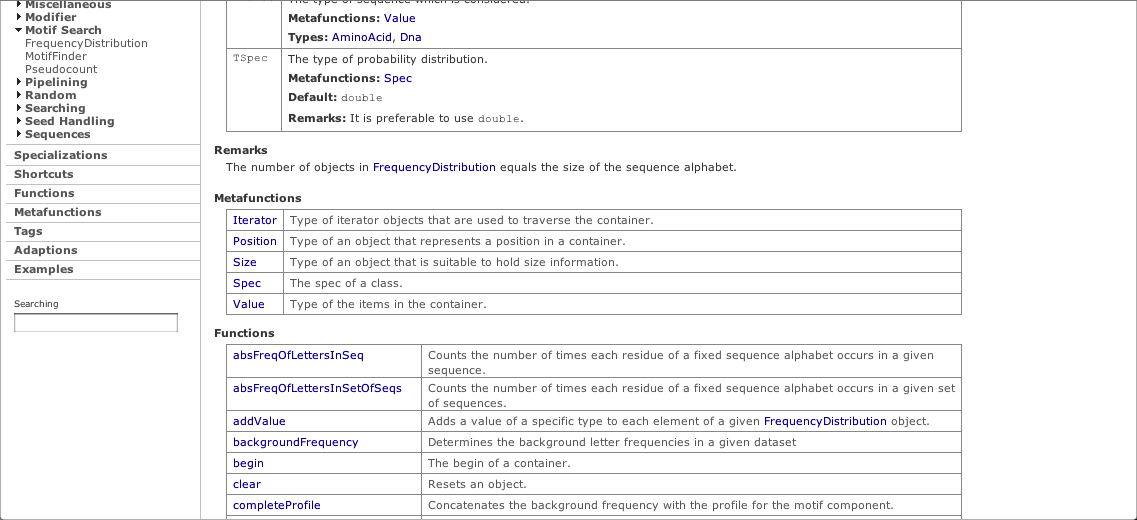 Miscellaneous
Modifier
Motif Search
FrequencyDistribution
MotifFinder
Pseudocount
Pipelining
Random
Searching
Seed Handling
Sequences
Specializations
Shortcuts
Functions
Metafunctions
Tags
Adaptions
Examples
Searching
The type of sequence which is considered.
Metafunctions: Value
Types: AminoAcid, Dna
TSpec
The type of probability distribution.
Metafunctions: Spec
Default: double
Remarks: It is preferable to use double.
Remarks
The number of objects in FrequencyDistribution equals the size of the sequence alphabet.
Metafunctions
Iterator Type of iterator objects that are used to traverse the container.
Position Type of an object that represents a position in a container.
Size Type of an object that is suitable to hold size information.
Spec The spec of a class.
Value Type of the items in the container.
Functions
absFreqOfLettersInSeq Counts the number of times each residue of a fixed sequence alphabet occurs in a given
sequence.
absFreqOfLettersInSetOfSeqs Counts the number of times each residue of a fixed sequence alphabet occurs in a given set
of sequences.
addValue Adds a value of a specific type to each element of a given FrequencyDistribution object.
backgroundFrequency Determines the background letter frequencies in a given dataset
begin The begin of a container.
clear Resets an object.
completeProfile Concatenates the background frequency with the profile for the motif component.